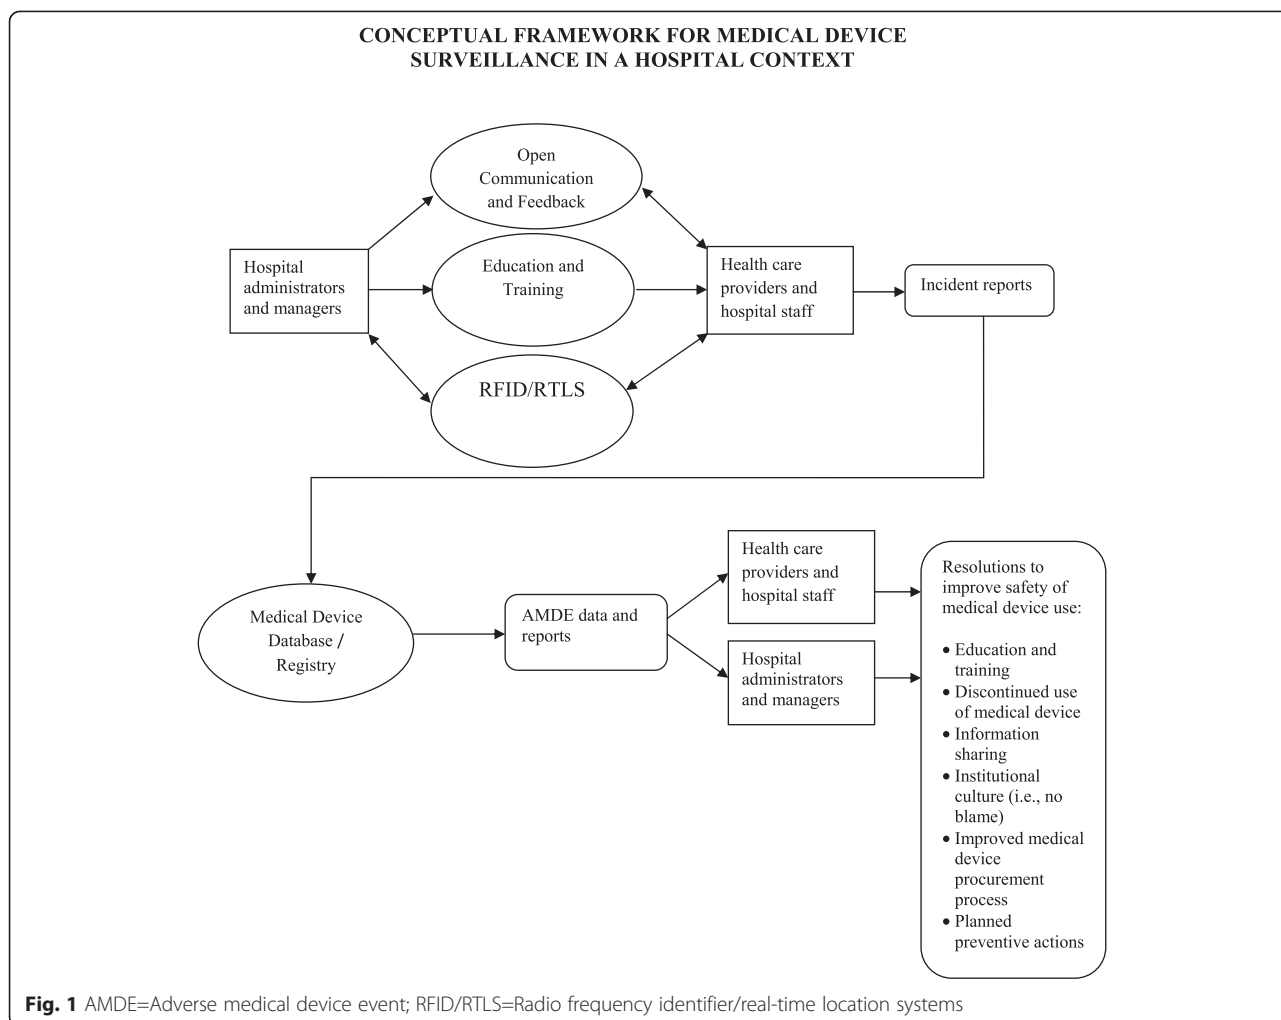 CONCEPTUAL FRAMEWORK FOR MEDICAL DEVICE
SURVEILLANCE IN A HOSPITAL CONTEXT
Open
Communication
and Feedback
Hospital
administrators
and managers
Education and
Training
Health care
providers and
hospital staff
Incident reports
RFID/RTLS
Medical Device
Database /
Registry
AMDE data and
reports
Health care
providers and
hospital staff
Hospital
administrators
and managers
Resolutions to
improve safety of
medical device use:
• Education and
training
• Discontinued use
of medical device
• Information
sharing
• Institutional
culture (i.e., no
blame)
• Improved medical
device
procurement
process
• Planned
preventive actions
Fig. 1 AMDE=Adverse medical device event; RFID/RTLS=Radio frequency identifier/real-time location systems